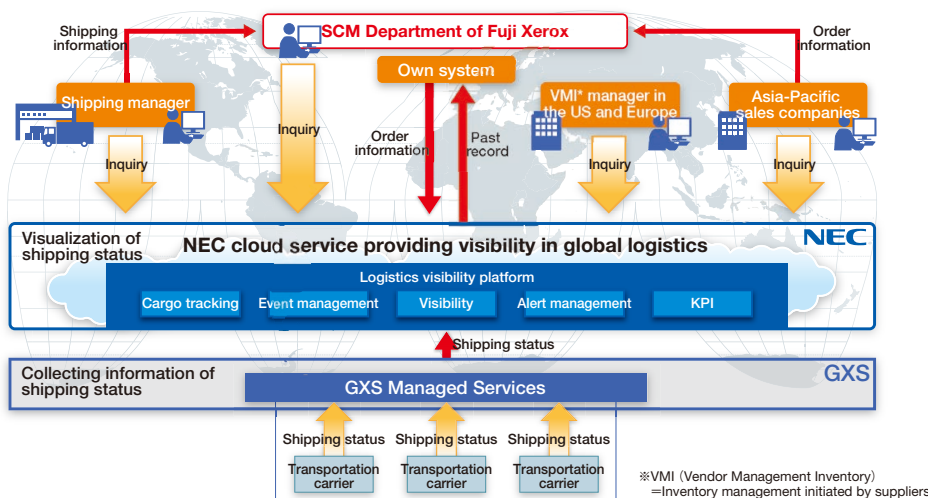 Shipping
information
SCM Department of Fuji Xerox
Order
information
Own system
Shipping manager
VMI* manager in
the US and Europe
Asia-Pacific
sales companies
Inquiry
Inquiry
Order
information
Past
record
Inquiry
Inquiry
Visualization of
shipping status
NEC cloud service providing visibility in global logistics
NEC
Logistics visibility platform
Cargo tracking
Event management
Visibility
Alert management
KPI
Shipping status
Collecting information of
shipping status
GXS Managed Services
GXS
Shipping status
Shipping status
Shipping status
Transportation
carrier
Transportation
carrier
Transportation
carrier
※VMI (Vendor Management Inventory)
=Inventory management initiated by suppliers